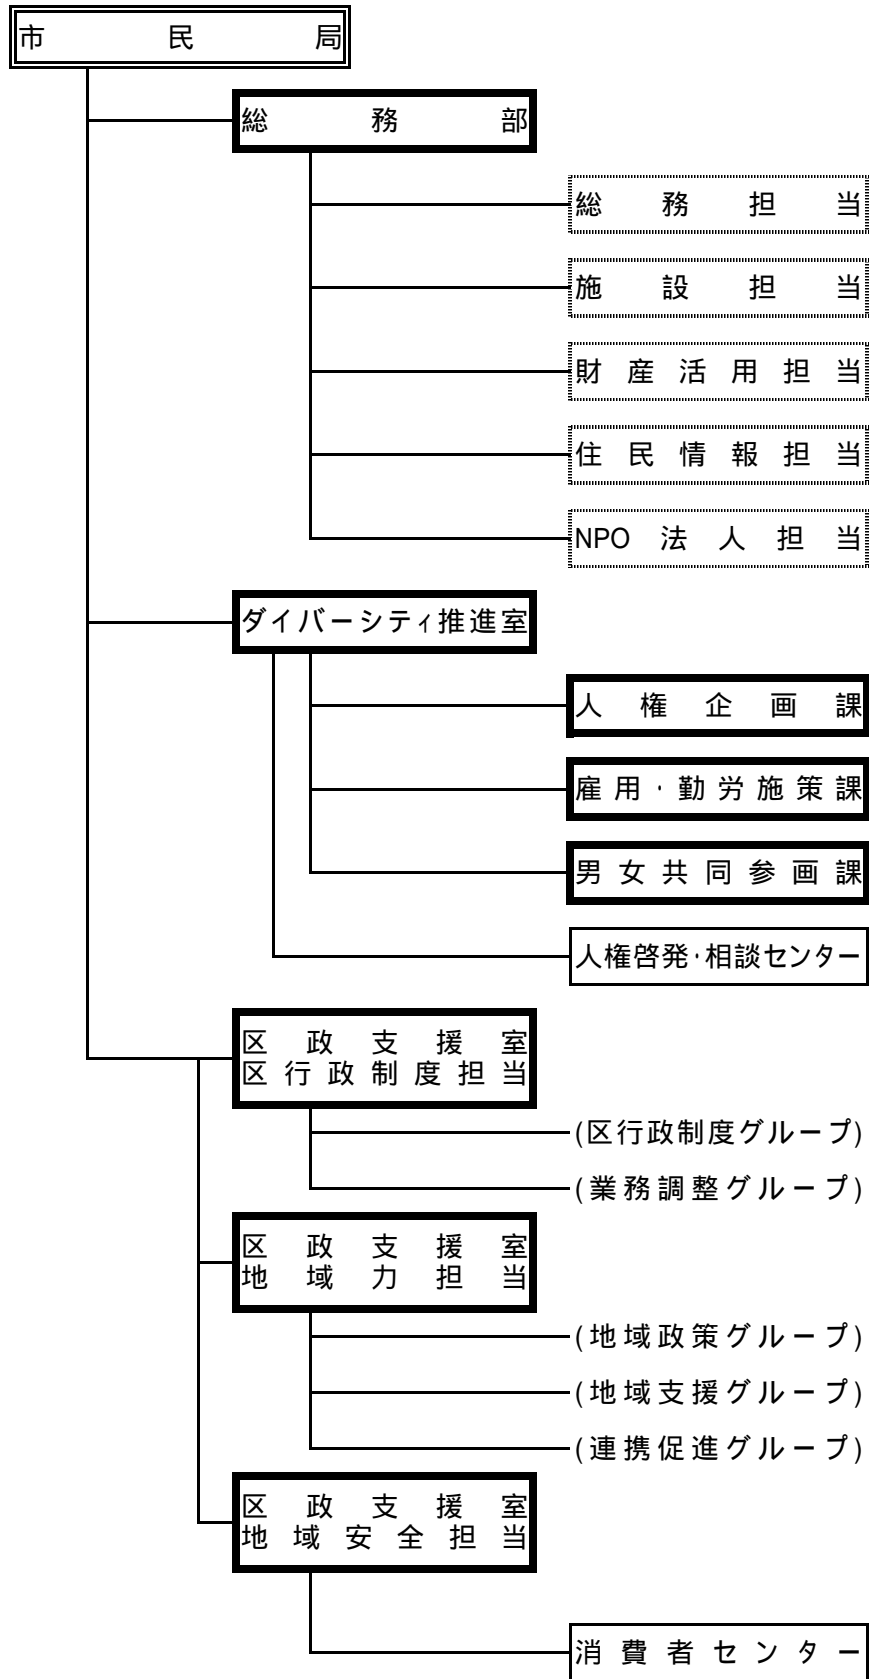 市民局
総務部
総務担当
施設担当
財産活用担当
住民情報担当
NPO法人担当
ダイバーシティ推進室
人権企画課
雇用・勤労施策課
男女共同参画課
人権啓発・相談センター
区政支援室
区行政制度担当
(区行政制度グループ)
(業務調整グループ)
区政支援室
地域力担当
(地域政策グループ)
(地域支援グループ)
(連携促進グループ)
区政支援室
地域安全担当
消費者センター